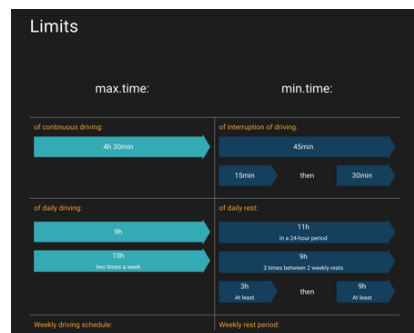 Limits
max.time:
min.time:
of continuous driving:
4h 30min
of interruption of driving:
45min
15min
then
30min
of daily driving:
9h
10h
two times a week
of daily rest:
11h
In a 24-hour period
9h
3 times between 2 weekly rests
3h
At least
then
9h
At least
Weekly driving schedule:
Weekly rest period: